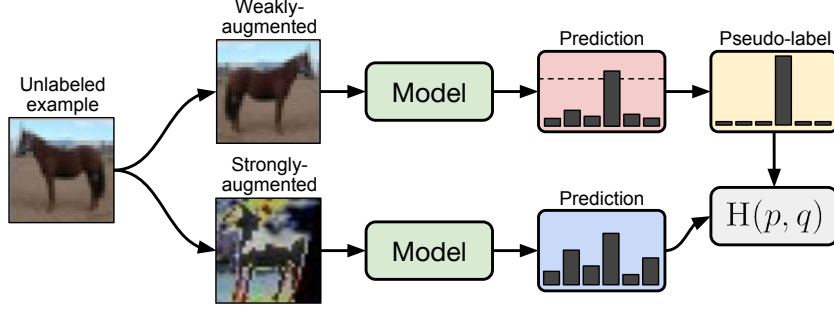 Unlabeled
example
Weakly-
augmented
Model
Prediction
Pseudo-label
Strongly-
augmented
Model
Prediction
H(p, q)